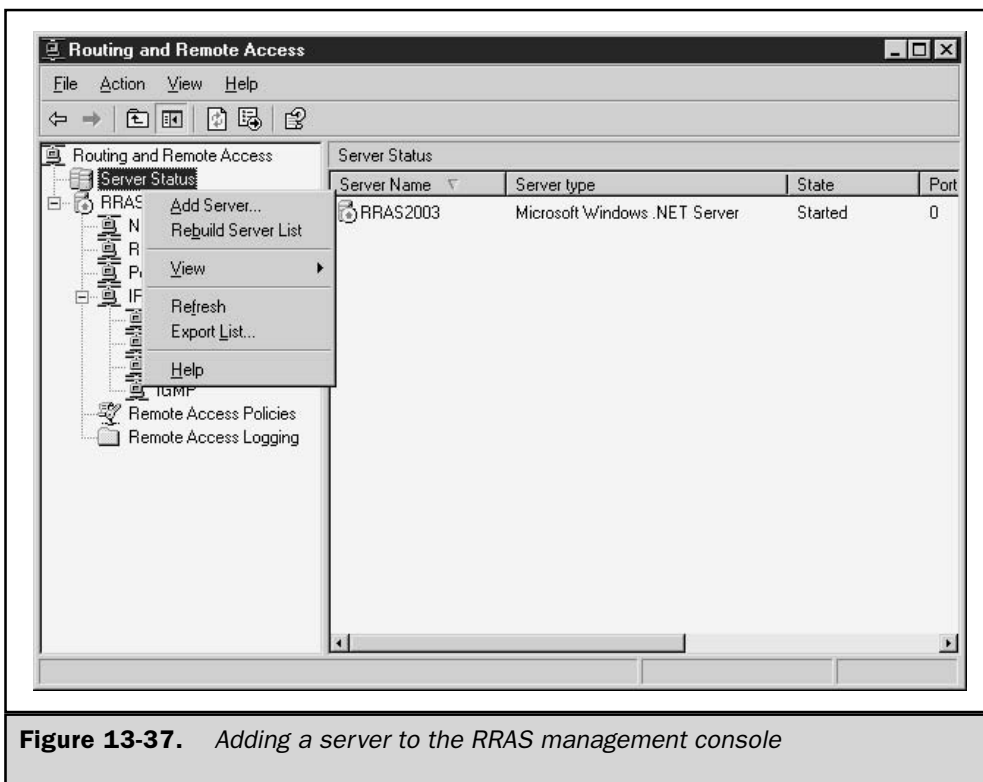 Routing and Remote Access
File Action View Help
Routing and Remote Access
Server Status
RRAS
N
R
P
IF
IGMP
Remote Access Policies
Remote Access Logging
Add Server...
Rebuild Server List
View
Refresh
Export List...
Help
Server Status
Server Name Server type State Port
RRAS2003 Microsoft Windows .NET Server Started 0
Figure 13-37. Adding a server to the RRAS management console